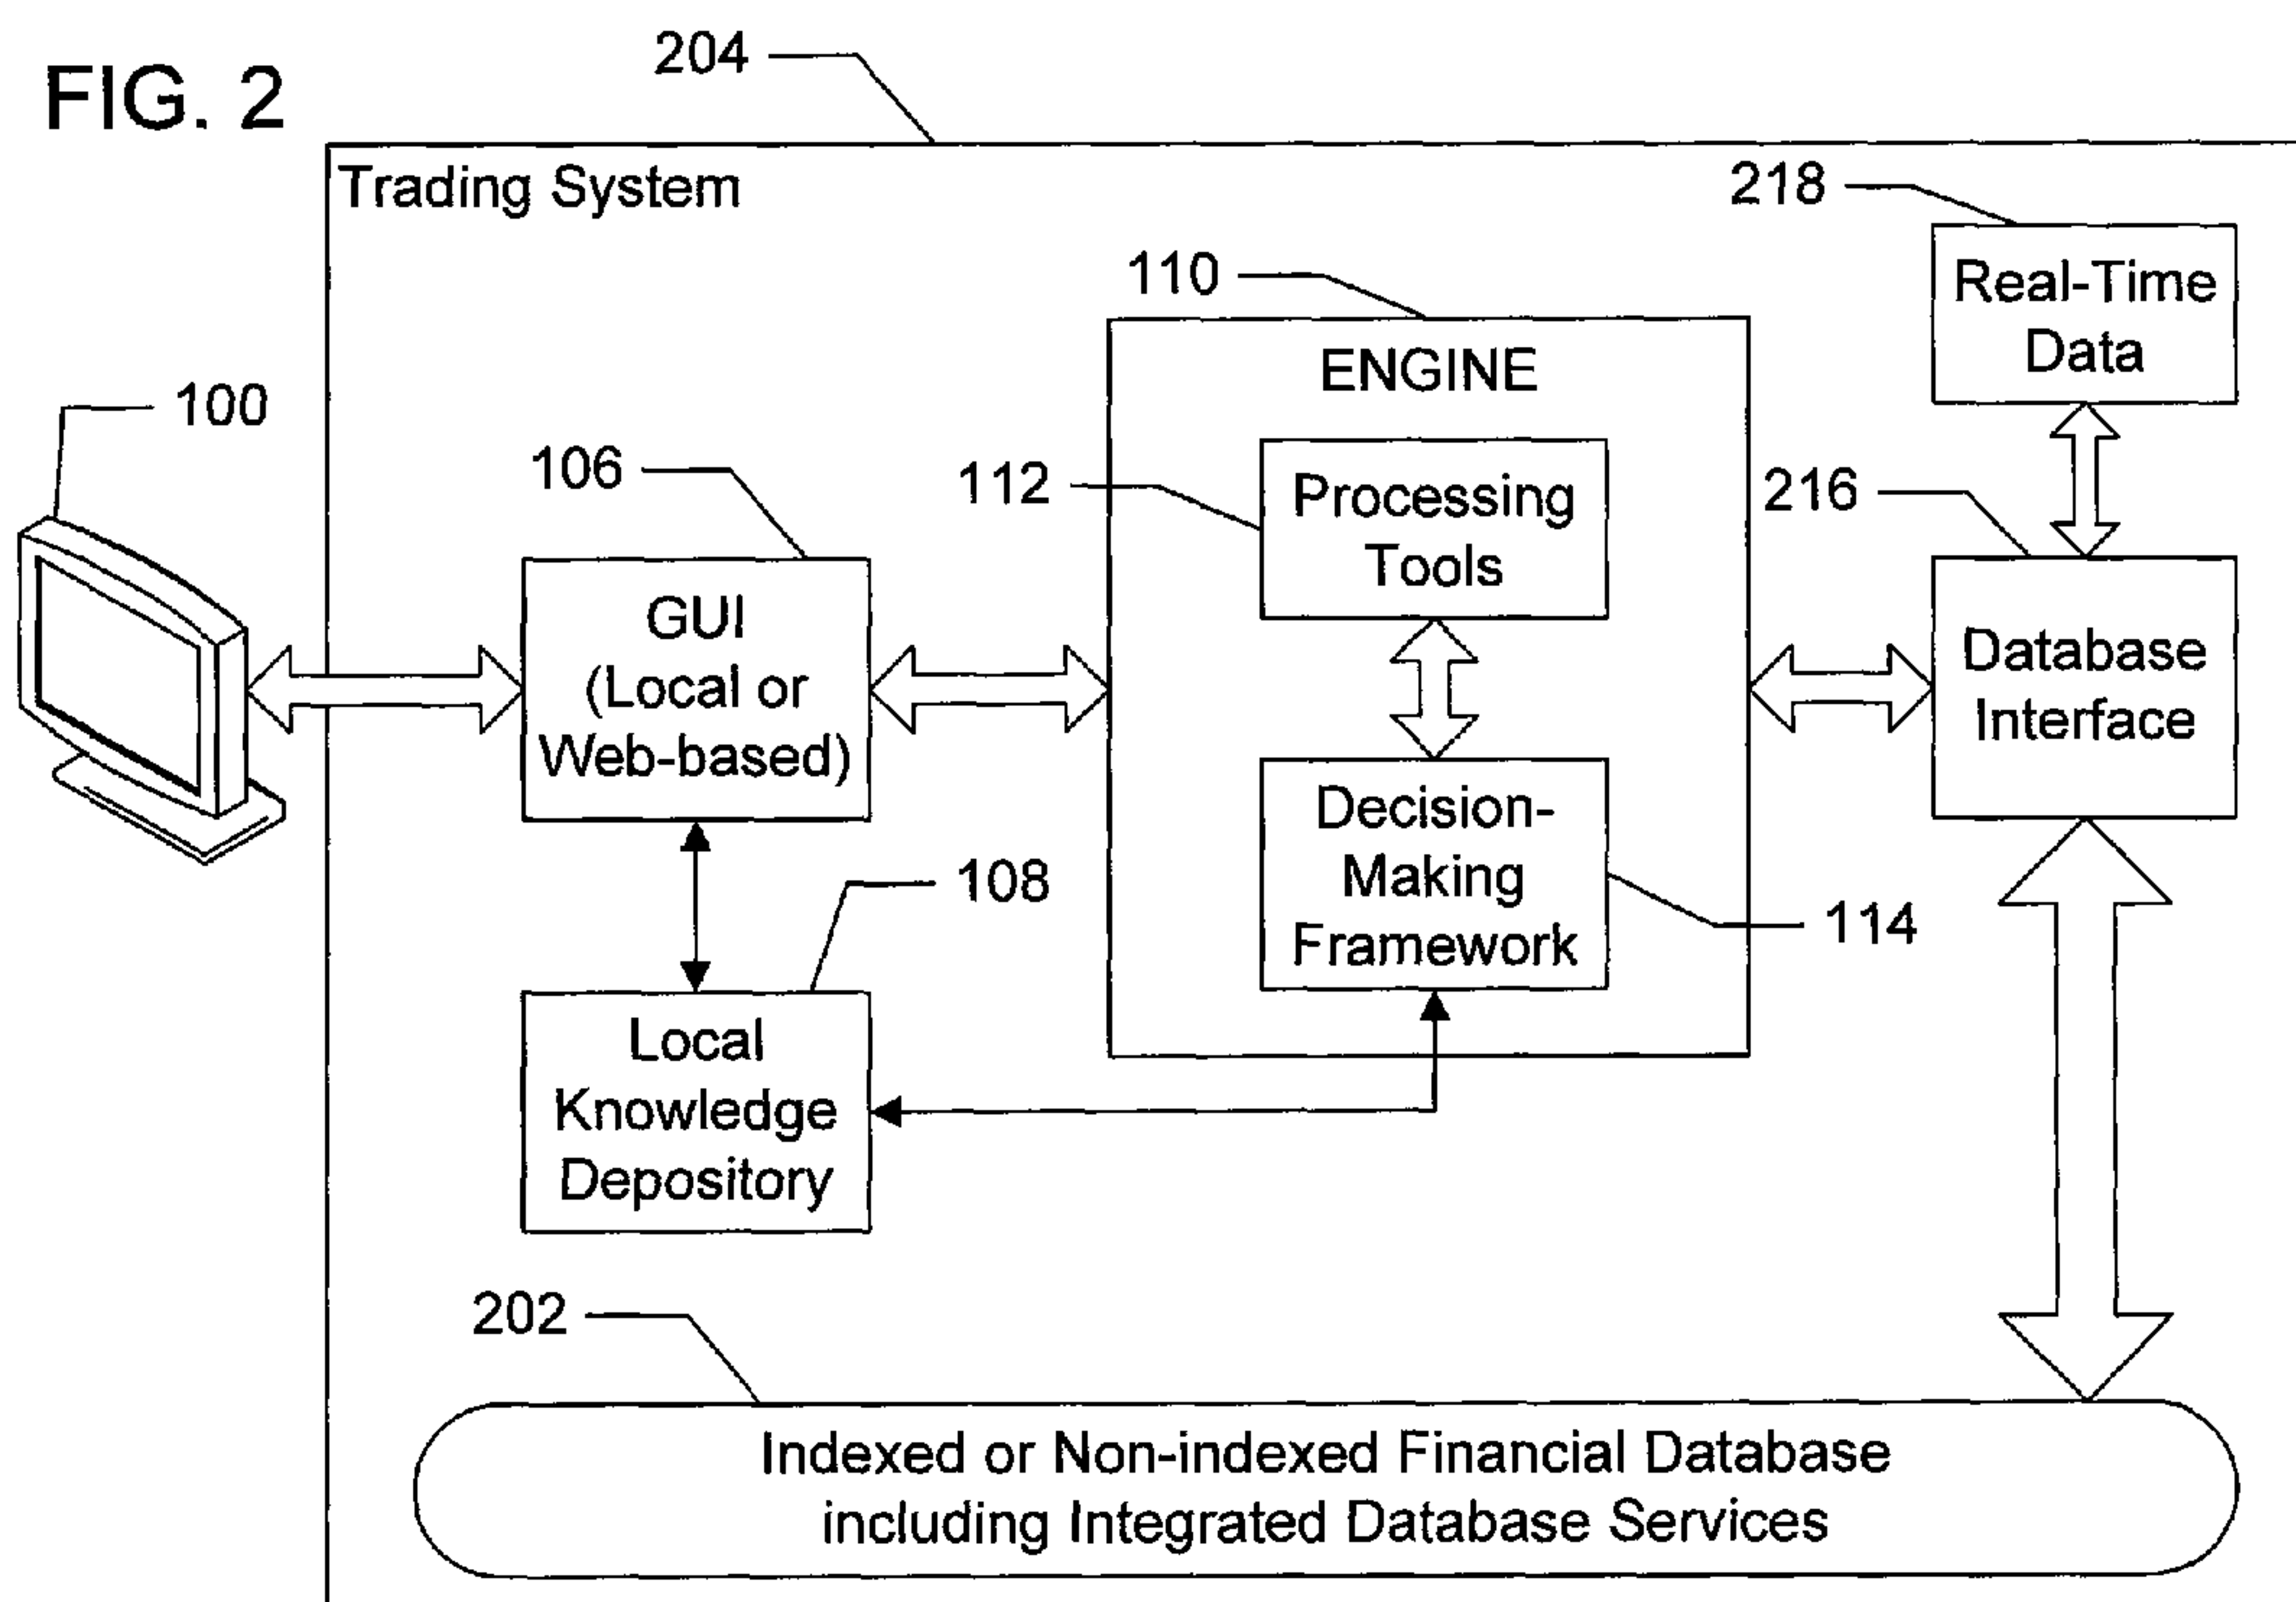 FIG. 2
204
Trading System
218
Real-Time
Data
110
ENGINE
100
106
112
Processing
Tools
216
GUI
(Local or
Web-based)
Database
Interface
Decision-
Making
Framework
114
108
Local
Knowledge
Depository
202
Indexed or Non-indexed Financial Database
including Integrated Database Services